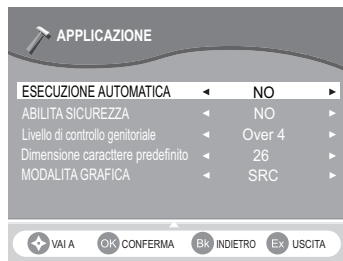 APPLICAZIONE
ESECUZIONE AUTOMATICA ◄ NO ►
ABILITA SICUREZZA ◄ NO ►
Livello di controllo genitoriale ◄ Over 4 ►
Dimensione caracttere predefinito ◄ 26 ►
MODALITA GRAFICA ◄ SRC ►
VAI A OK CONFERMA Bk INDIETRO Ex USCITA